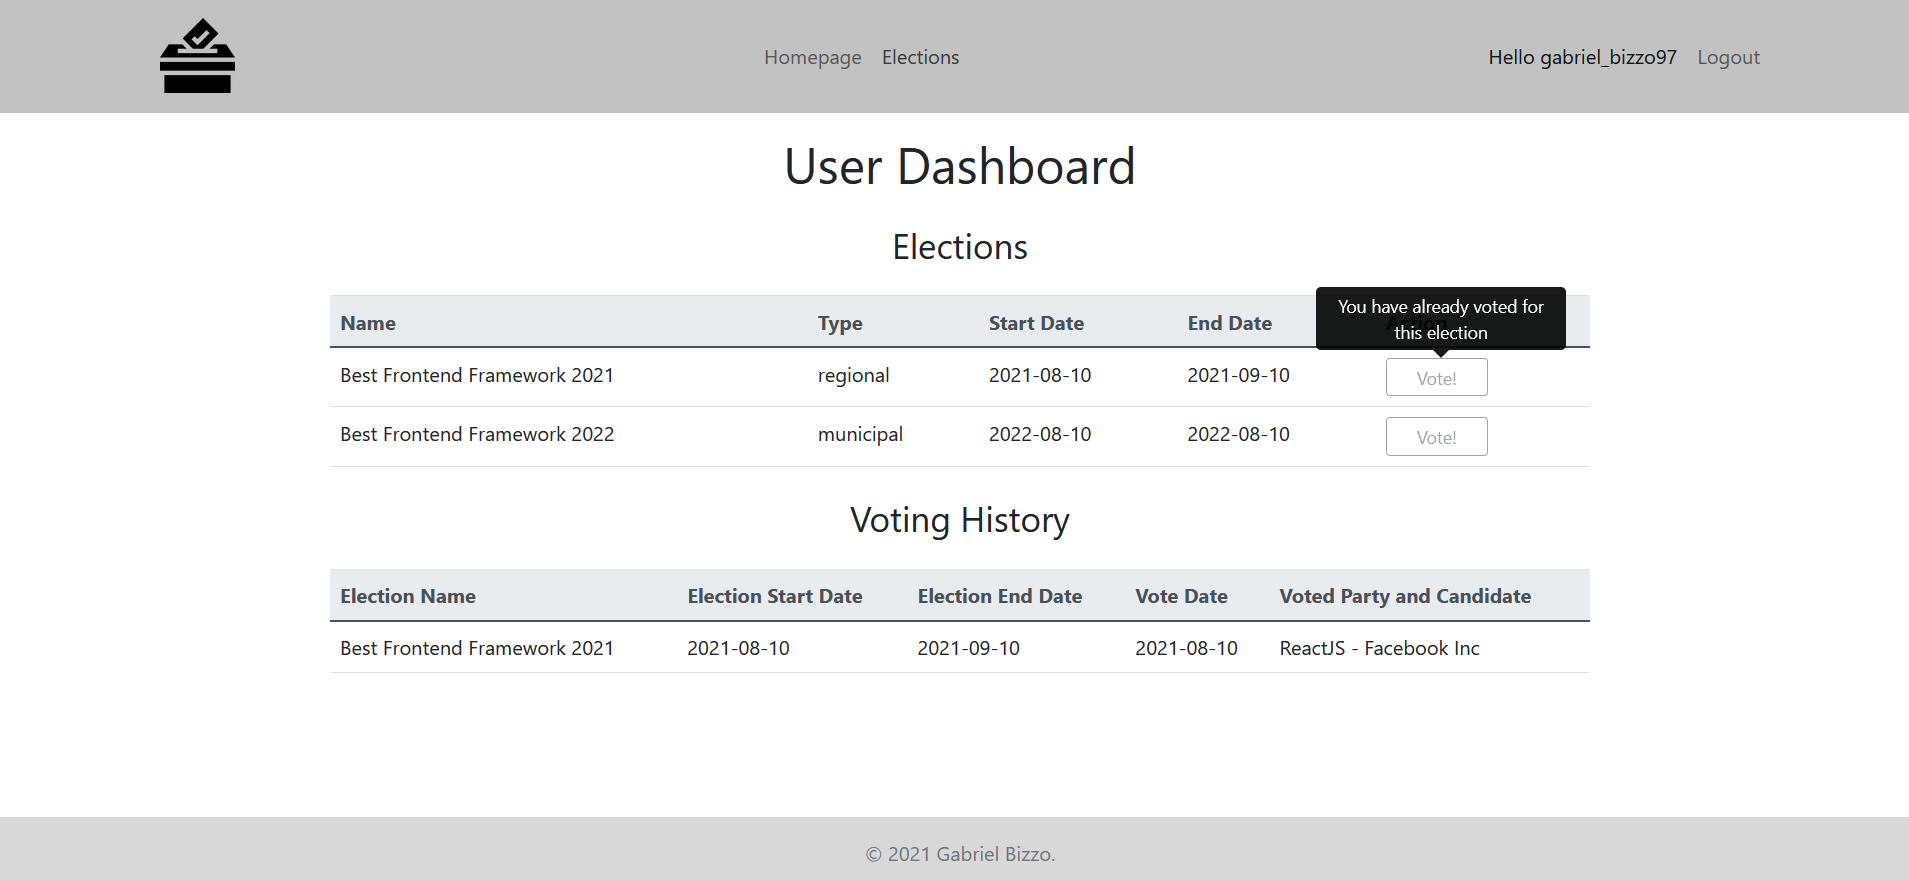 Homepage Elections Hello gabriel_bizzo97 Logout
User Dashboard
Elections
Name Type Start Date End Date Action
You have already voted for
this election
Best Frontend Framework 2021 regional 2021-08-10 2021-09-10 Vote!
Best Frontend Framework 2022 municipal 2022-08-10 2022-08-10 Vote!
Voting History
Election Name Election Start Date Election End Date Vote Date Voted Party and Candidate
Best Frontend Framework 2021 2021-08-10 2021-09-10 2021-08-10 ReactJS - Facebook Inc
© 2021 Gabriel Bizzo.